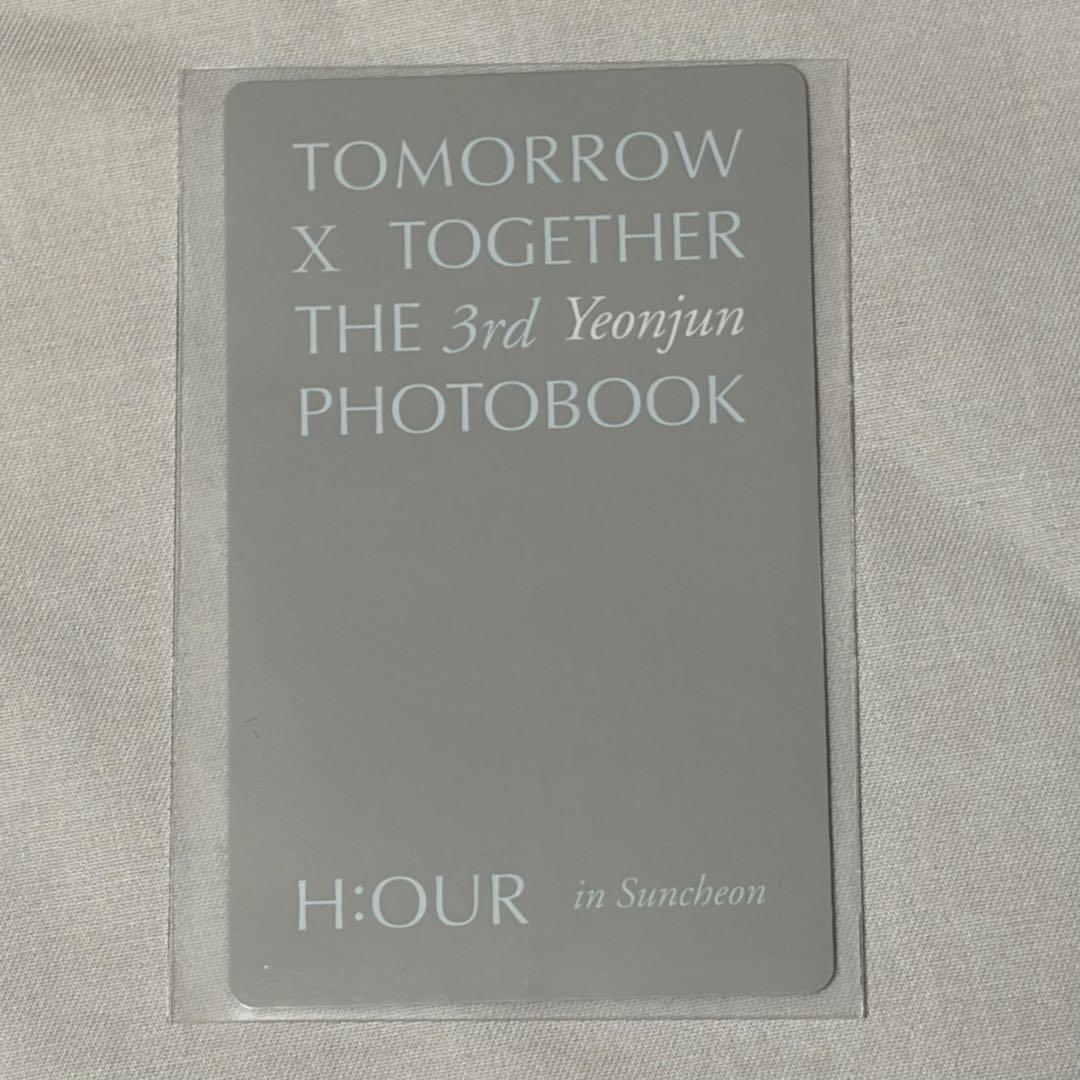 TOMORROW
X TOGETHER
THE 3rd Yeonjun
PHOTOBOOK
H:OUR in Suncheon